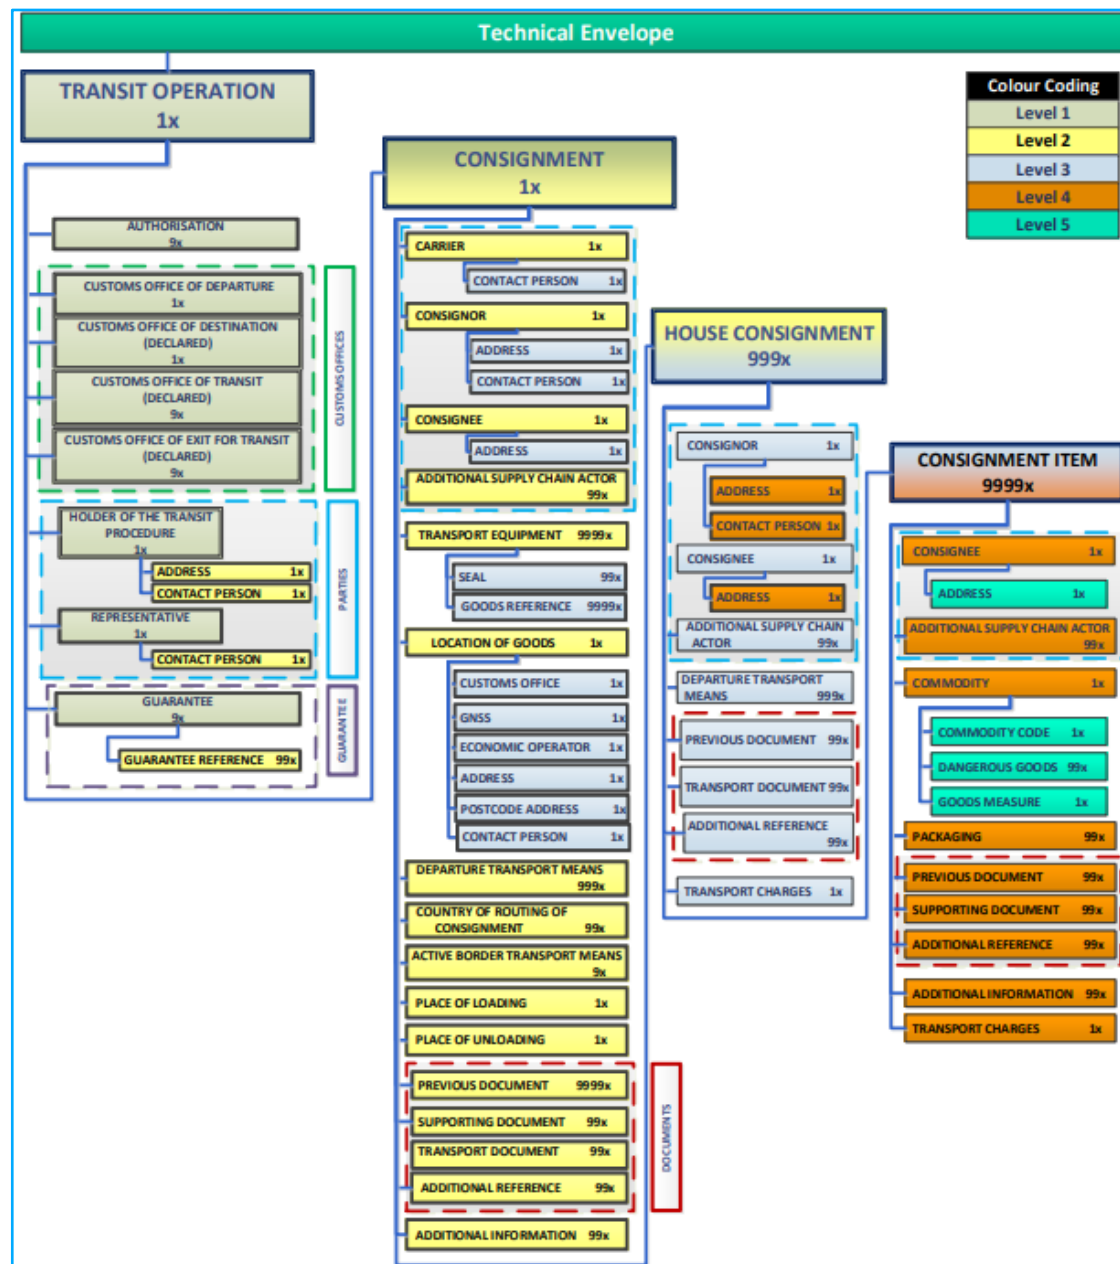 Technical Envelope
TRANSIT OPERATION
1x
AUTHORISATION
9x
CUSTOMS OFFICE OF DEPARTURE
1x
CUSTOMS OFFICE OF DESTINATION
(DECLARED)
1x
CUSTOMS OFFICE OF TRANSIT
(DECLARED)
9x
CUSTOMS OFFICE OF EXIT FOR TRANSIT
(DECLARED)
9x
CUSTOMS OFFICES
HOLDER OF THE TRANSIT
PROCEDURE
1x
ADDRESS 1x
CONTACT PERSON 1x
REPRESENTATIVE
1x
CONTACT PERSON 1x
PARTIES
GUARANTEE
9x
GUARANTEE REFERENCE 99x
GUARANTEE
CONSIGNMENT
1x
CARRIER 1x
CONTACT PERSON 1x
CONSIGNOR 1x
ADDRESS 1x
CONTACT PERSON 1x
CONSIGNEE 1x
ADDRESS 1x
ADDITIONAL SUPPLY CHAIN ACTOR
99x
TRANSPORT EQUIPMENT 9999x
SEAL 99x
GOODS REFERENCE 9999x
LOCATION OF GOODS 1x
CUSTOMS OFFICE 1x
GNSS 1x
ECONOMIC OPERATOR 1x
ADDRESS 1x
POSTCODE ADDRESS 1x
CONTACT PERSON 1x
DEPARTURE TRANSPORT MEANS
999x
COUNTRY OF ROUTING OF
CONSIGNMENT 99x
ACTIVE BORDER TRANSPORT MEANS
9x
PLACE OF LOADING 1x
PLACE OF UNLOADING 1x
PREVIOUS DOCUMENT 9999x
SUPPORTING DOCUMENT 99x
TRANSPORT DOCUMENT 99x
ADDITIONAL REFERENCE 99x
DOCUMENTS
ADDITIONAL INFORMATION 99x
HOUSE CONSIGNMENT
999x
CONSIGNOR 1x
ADDRESS 1x
CONTACT PERSON 1x
CONSIGNEE 1x
ADDRESS 1x
ADDITIONAL SUPPLY CHAIN
ACTOR 99x
DEPARTURE TRANSPORT
MEANS 999x
PREVIOUS DOCUMENT 99x
TRANSPORT DOCUMENT 99x
ADDITIONAL REFERENCE
99x
TRANSPORT CHARGES 1x
Colour Coding
Level 1
Level 2
Level 3
Level 4
Level 5
CONSIGNMENT ITEM
9999x
CONSIGNEE 1x
ADDRESS 1x
ADDITIONAL SUPPLY CHAIN ACTOR
99x
COMMODITY 1x
COMMODITY CODE 1x
DANGEROUS GOODS 99x
GOODS MEASURE 1x
PACKAGING 99x
PREVIOUS DOCUMENT 99x
SUPPORTING DOCUMENT 99x
ADDITIONAL REFERENCE 99x
ADDITIONAL INFORMATION 99x
TRANSPORT CHARGES 1x